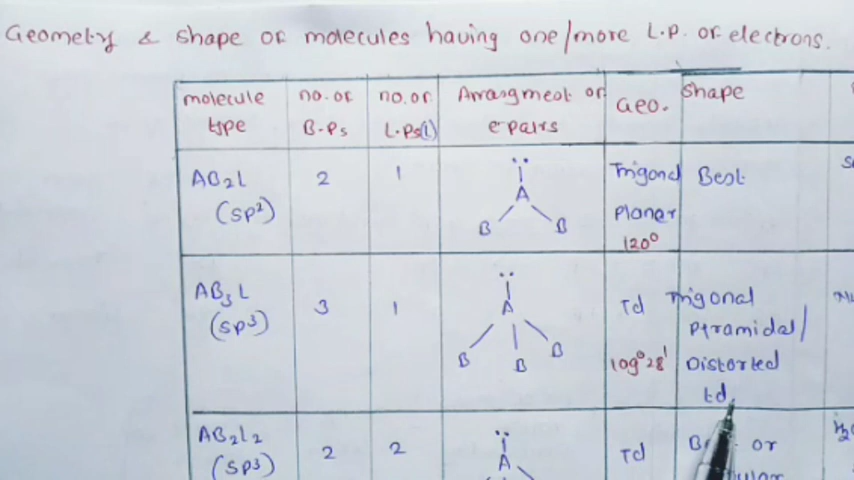 Geometry & shape of molecules having one/more L.P. of electrons.
molecule type
no. of B.Ps
no. of L.Ps(L)
Arrangment of e-pairs
Geo.
shape
AB2L (sp2)
2
1
:
A
B B
Trigonal planar 120°
Bent
AB3L (sp3)
3
1
:
A
B B B
Td 109°28'
Trigonal pyramidal/ Distorted td.
AB2L2 (sp3)
2
2
:
A
Td
or